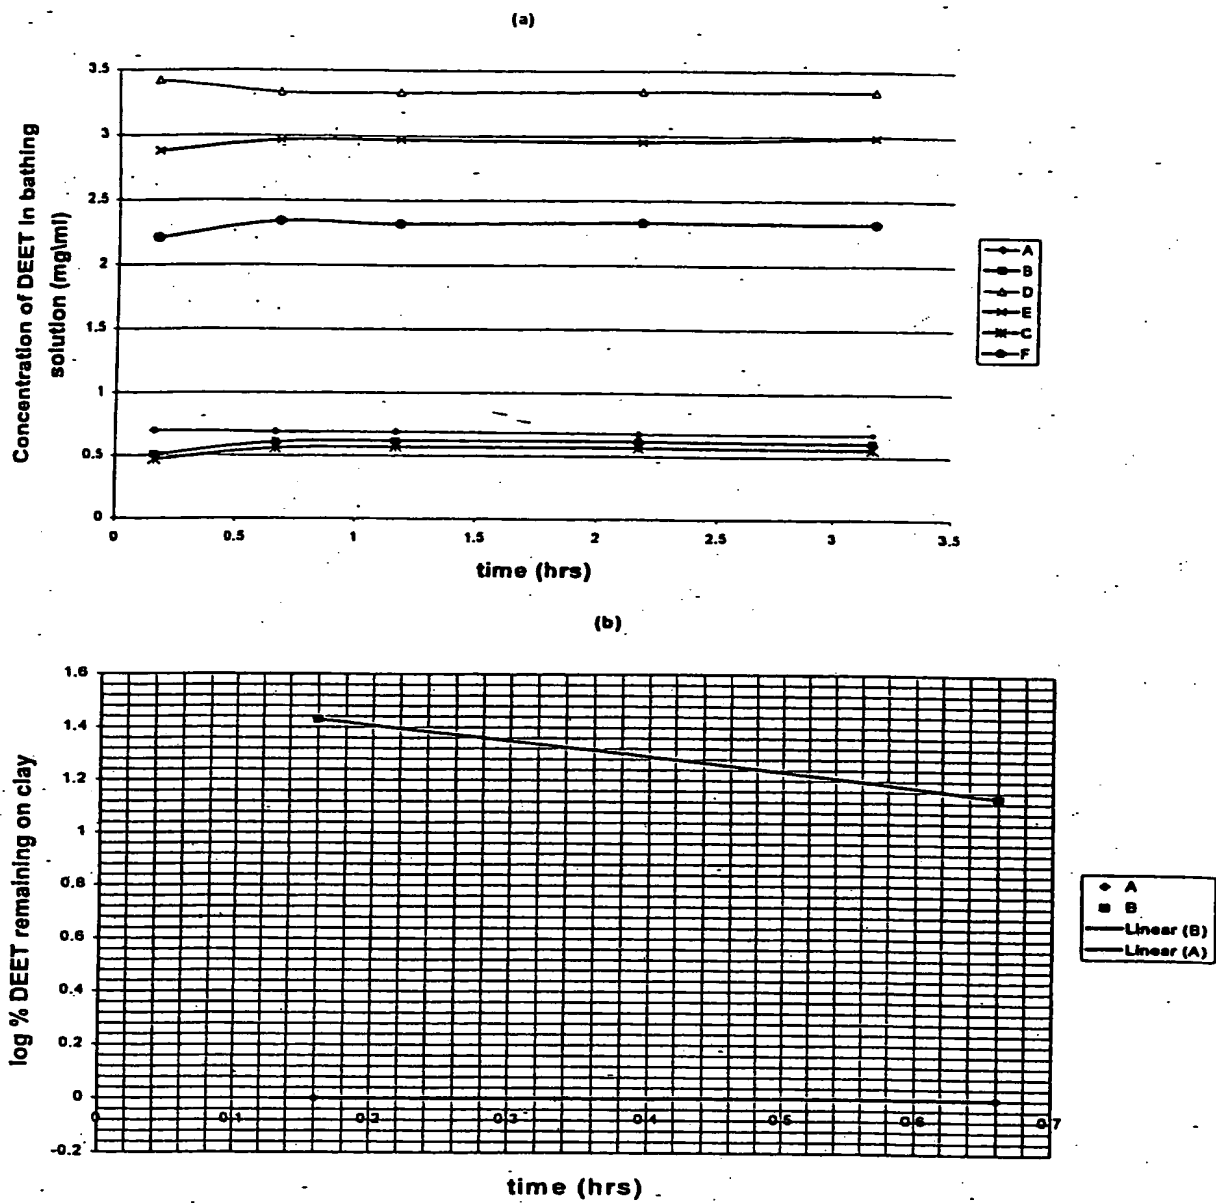 (a)
Concentration of DEET in bathing
solution (mg\ml)
3.5
3
2.5
2
1.5
1
0.5
0
0
0.5
1
1.5
2
2.5
3
3.5
time (hrs)
A
B
D
E
C
F
(b)
log % DEET remaining on clay
1.6
1.4
1.2
1
0.8
0.6
0.4
0.2
0
-0.2
0
0.1
0.2
0.3
0.4
0.5
0.6
0.7
time (hrs)
A
B
Linear (B)
Linear (A)